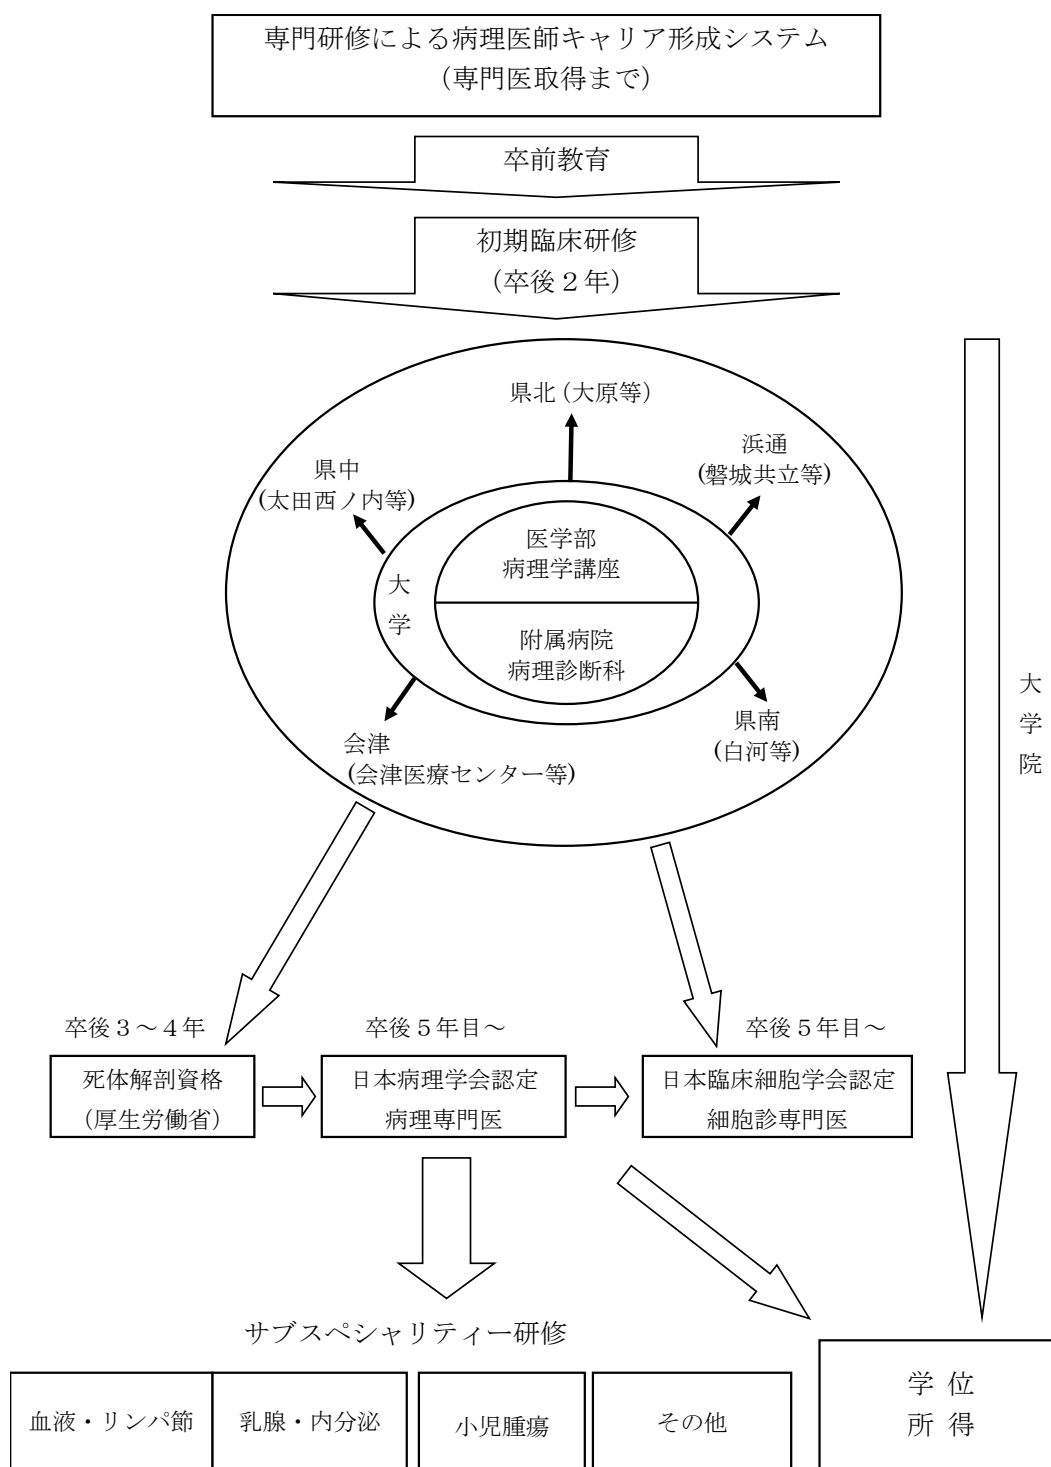 専門研修による病理医師キャリア形成システム
（専門医取得まで）
卒前教育
初期臨床研修
（卒後２年）
県北（大原等）
浜通
(磐城共立等)
県中
(太田西ノ内等)
医学部
病理学講座
大
学
附属病院
病理診断科
県南
(白河等)
会津
(会津医療センター等)
大
学
院
卒後３～４年
卒後５年目～
卒後５年目～
死体解剖資格
（厚生労働省）
日本病理学会認定
病理専門医
日本臨床細胞学会認定
細胞診専門医
サブスペシャリティー研修
血液・リンパ節
乳腺・内分泌
小児腫瘍
その他
学 位
所 得